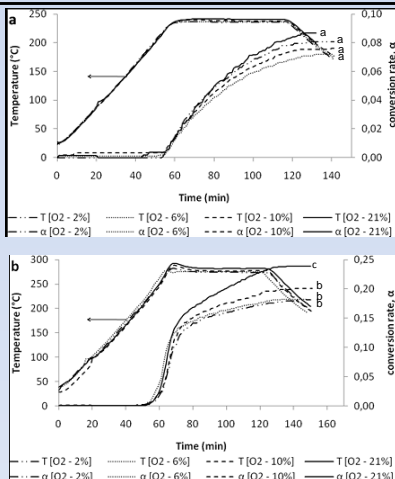 a
250
200
150
100
50
0
Temperature (°C)
0,10
0,08
0,06
0,04
0,02
0,00
conversion rate, α
a
a
a
a
0 20 40 60 80 100 120 140
Time (min)
T [O2 - 2%] T [O2 - 6%] T [O2 - 10%] T [O2 - 21%]
α [O2 - 2%] α [O2 - 6%] α [O2 - 10%] α [O2 - 21%]
b
300
250
200
150
100
50
0
Temperature (°C)
0,25
0,20
0,15
0,10
0,05
0,00
conversion rate, α
c
b
b
b
0 20 40 60 80 100 120 140 160
Time (min)
T [O2 - 2%] T [O2 - 6%] T [O2 - 10%] T [O2 - 21%]
α [O2 - 2%] α [O2 - 6%] α [O2 - 10%] α [O2 - 21%]